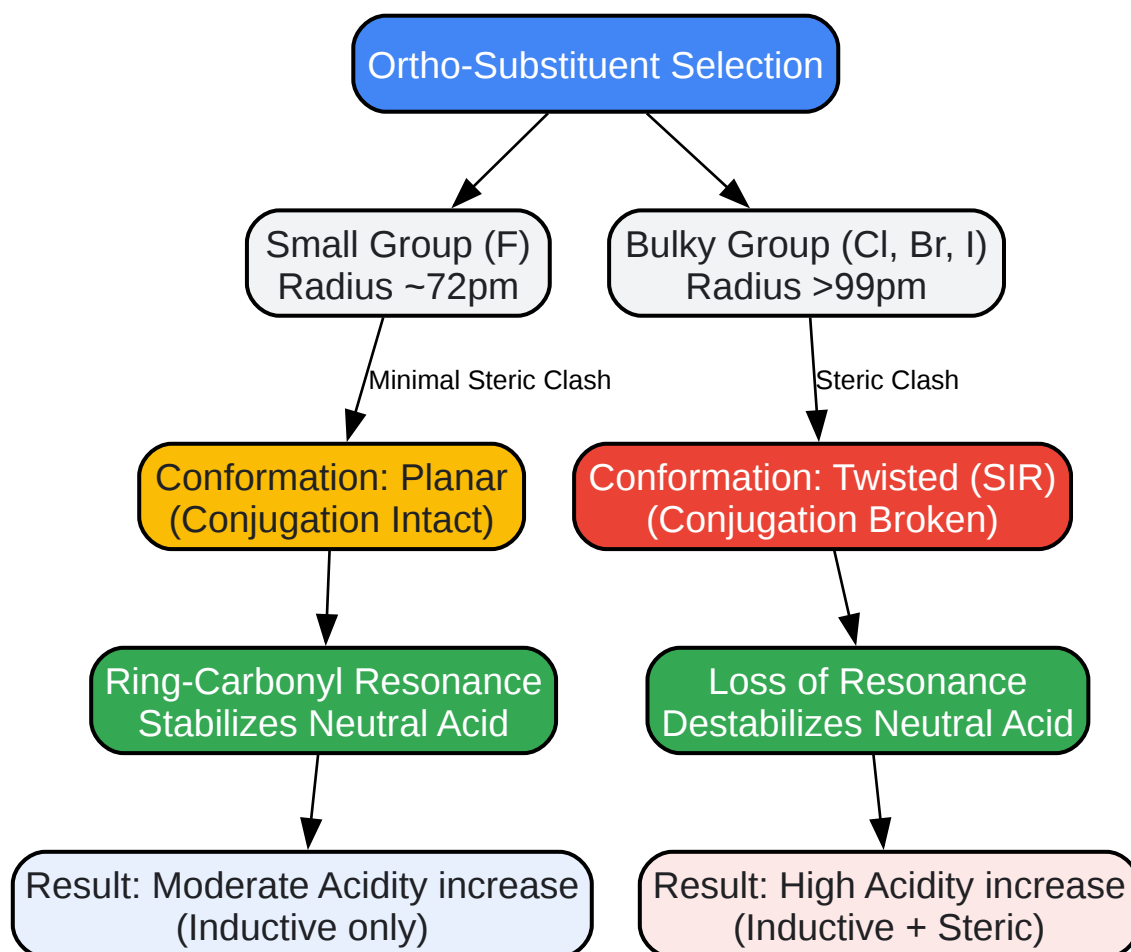 Ortho-Substituent Selection
Small Group (F)
Radius ~72pm
Bulky Group (Cl, Br, I)
Radius >99pm
Minimal Steric Clash
Steric Clash
Conformation: Planar
(Conjugation Intact)
Conformation: Twisted (SIR)
(Conjugation Broken)
Ring-Carbonyl Resonance
Stabilizes Neutral Acid
Loss of Resonance
Destabilizes Neutral Acid
Result: Moderate Acidity increase
(Inductive only)
Result: High Acidity increase
(Inductive + Steric)